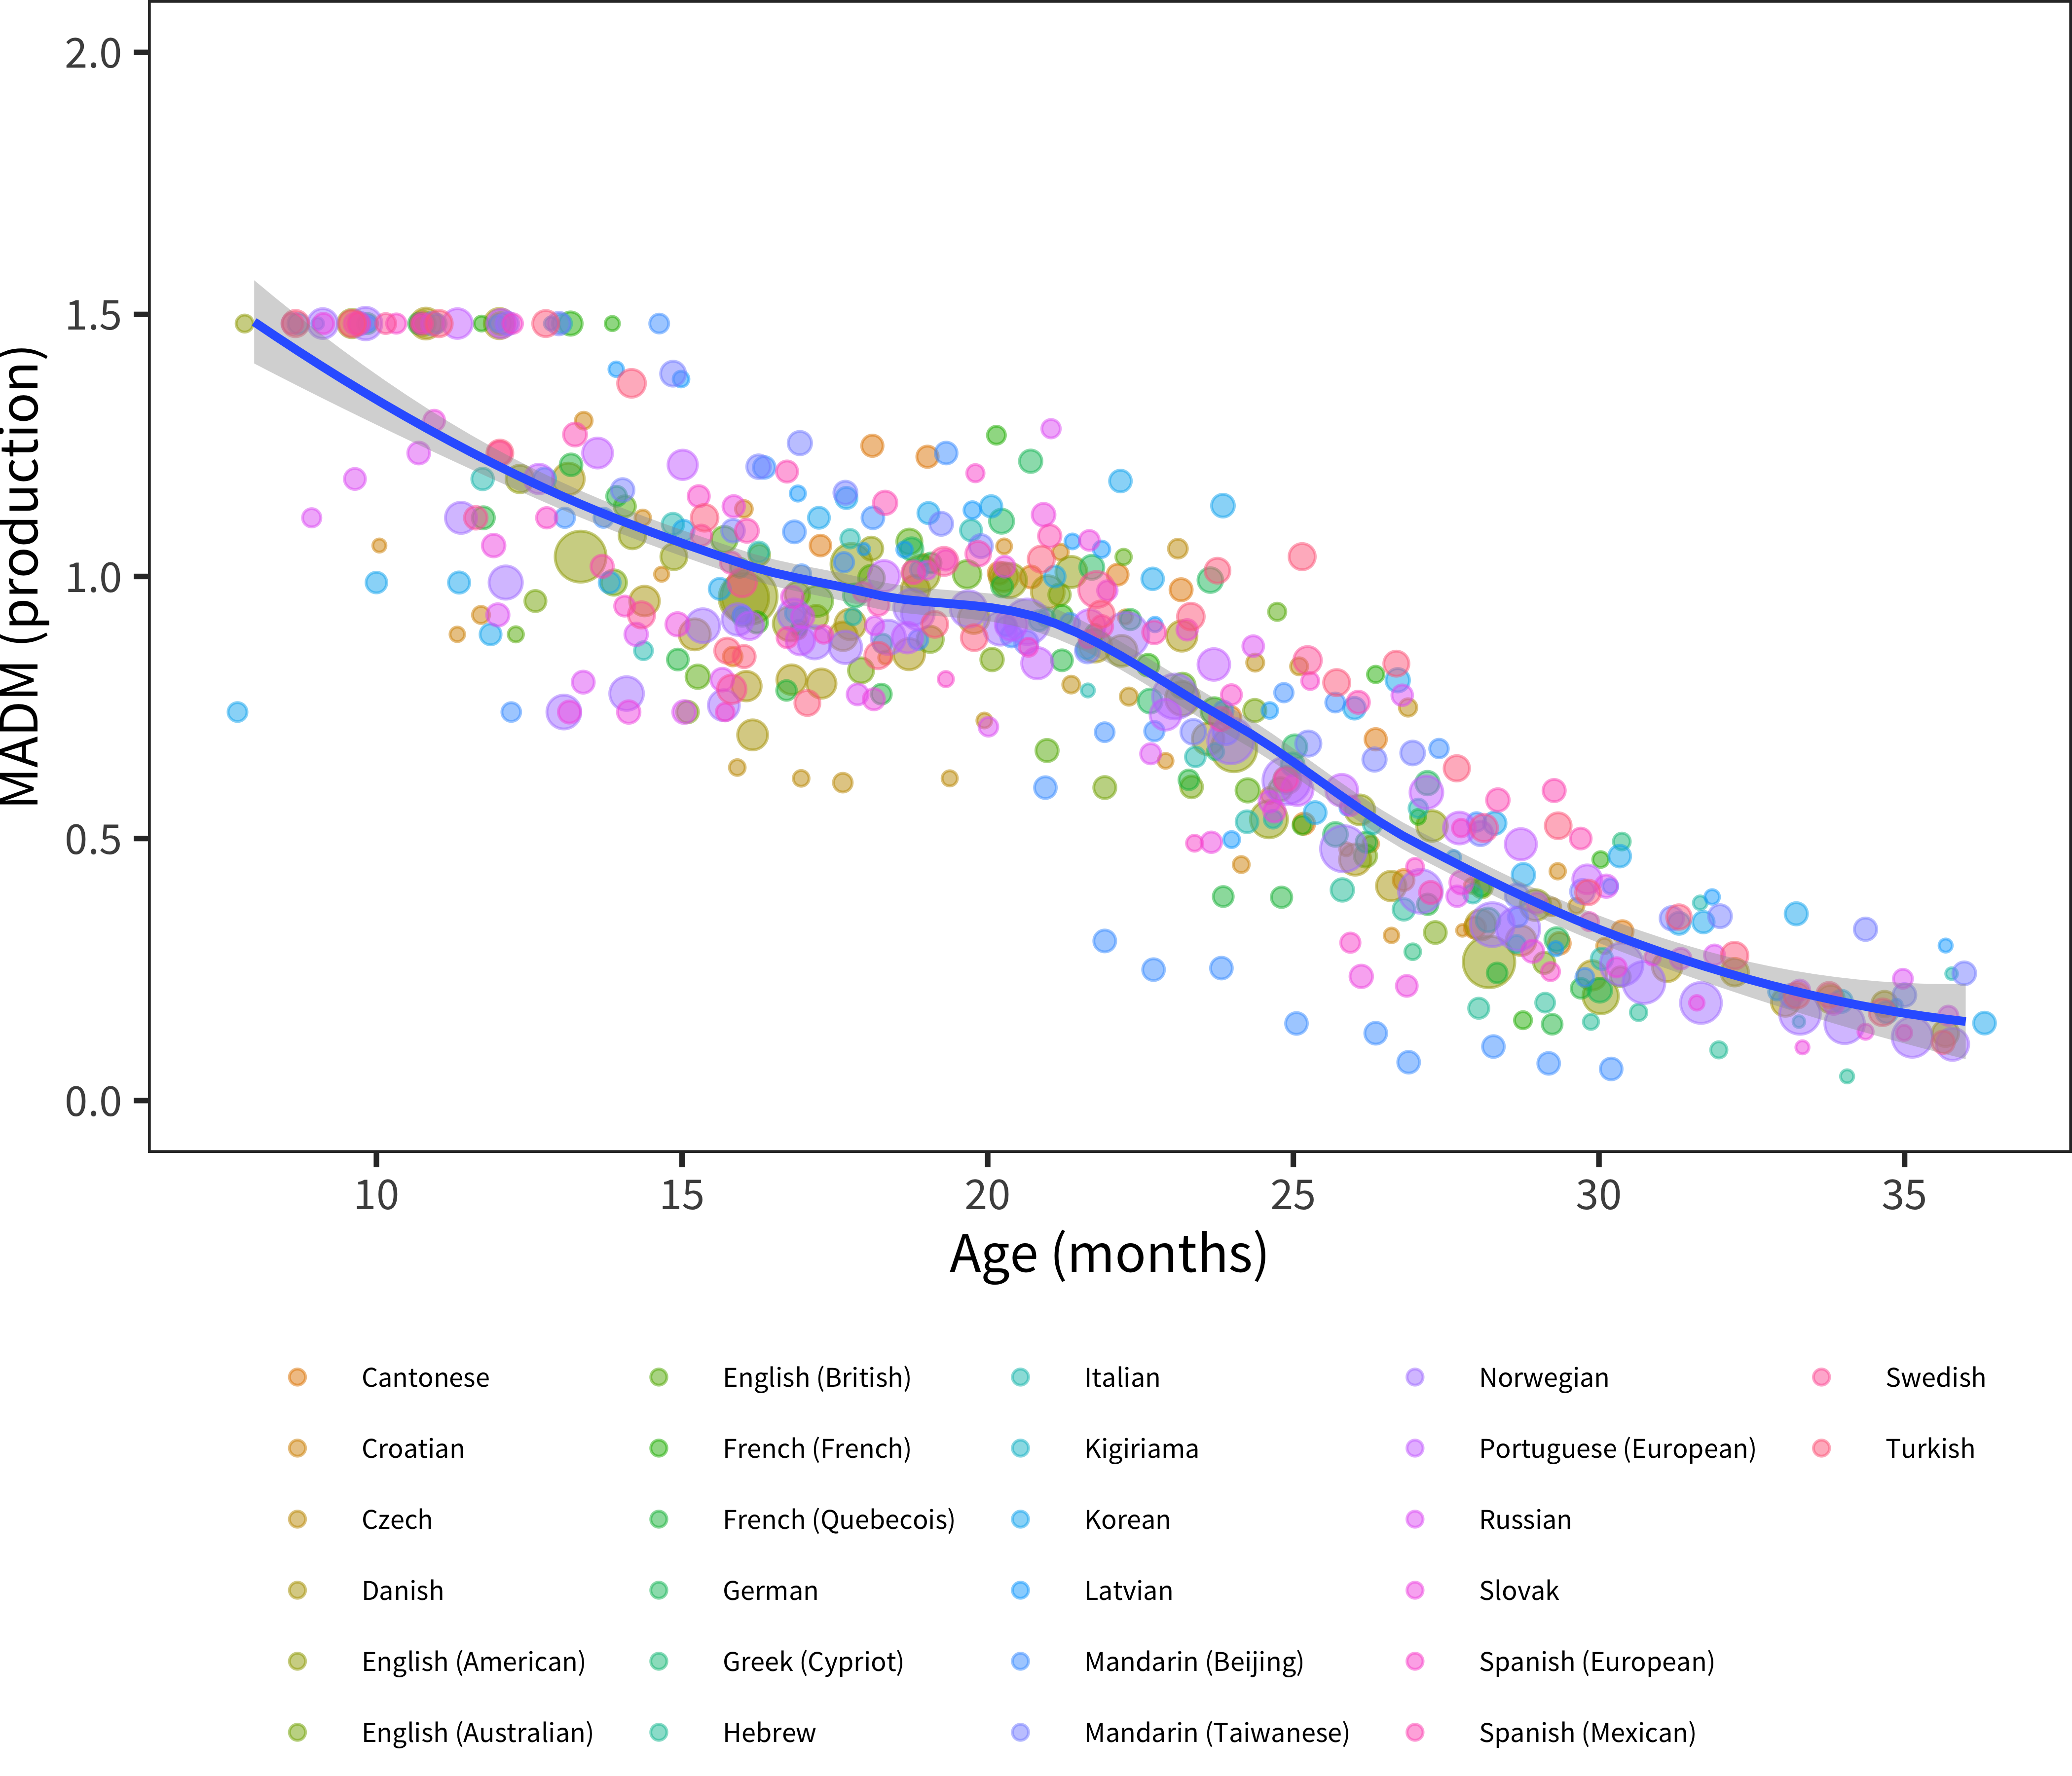 MADM (production)
2.0
1.5
1.0
0.5
0.0
10 15 20 25 30 35
Age (months)
Cantonese English (British) Italian Norwegian Swedish
Croatian French (French) Kigiriama Portuguese (European) Turkish
Czech French (Quebecois) Korean Russian
Danish German Latvian Slovak
English (American) Greek (Cypriot) Mandarin (Beijing) Spanish (European)
English (Australian) Hebrew Mandarin (Taiwanese) Spanish (Mexican)